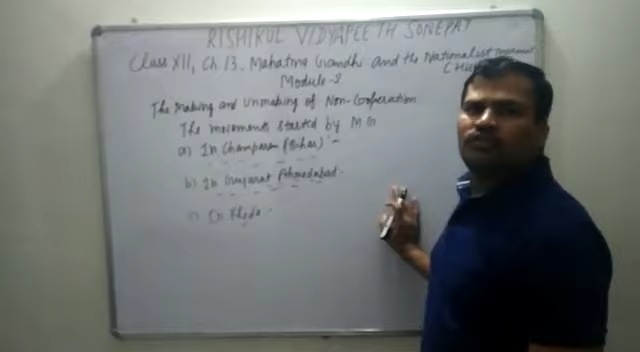 RISHIKUL VIDYAPEETH SONEPAT
Class XII, Ch 13. Mahatma Gandhi and the Nationalist
Module-2
The Making and Unmaking of Non-Cooperation
The movements started by M G
a) In Champaran (Bihar) -
b) In Gujarat Ahmedabad.
c) In Kheda.